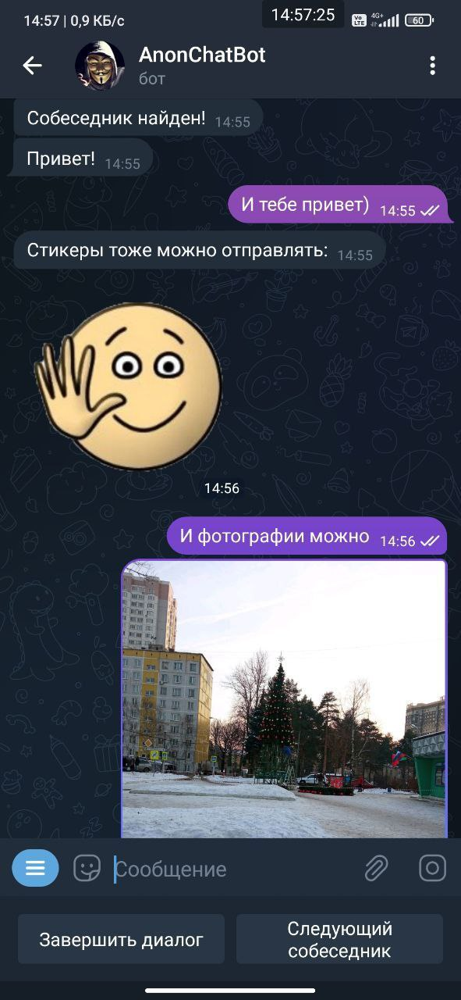 14:57 | 0,9 КБ/с
14:57:25
Vo LTE
4G+
60
AnonChatBot
бот
Собеседник найден! 14:55
Привет! 14:55
И тебе привет) 14:55
Стикеры тоже можно отправлять: 14:55
14:56
И фотографии можно 14:56
Сообщение
Завершить диалог
Следующий
собеседник